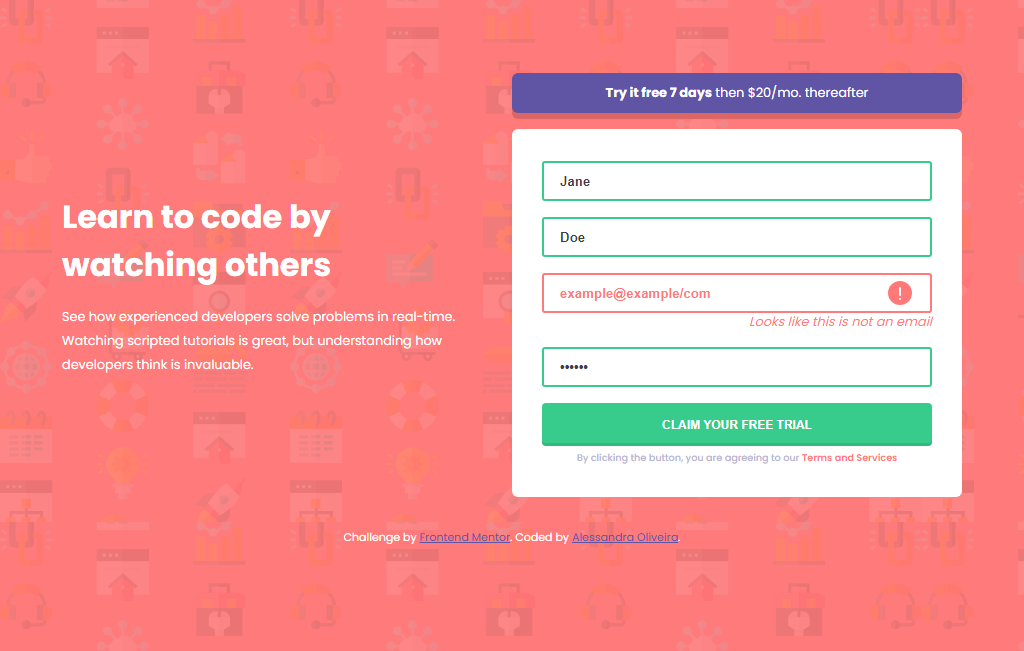 Learn to code by
watching others
See how experienced developers solve problems in real-time.
Watching scripted tutorials is great, but understanding how
developers think is invaluable.
Try it free 7 days then $20/mo. thereafter
Jane
Doe
example@example/com
!
Looks like this is not an email
••••••
CLAIM YOUR FREE TRIAL
By clicking the button, you are agreeing to our Terms and Services
Challenge by Frontend Mentor. Coded by Alessandra Oliveira.